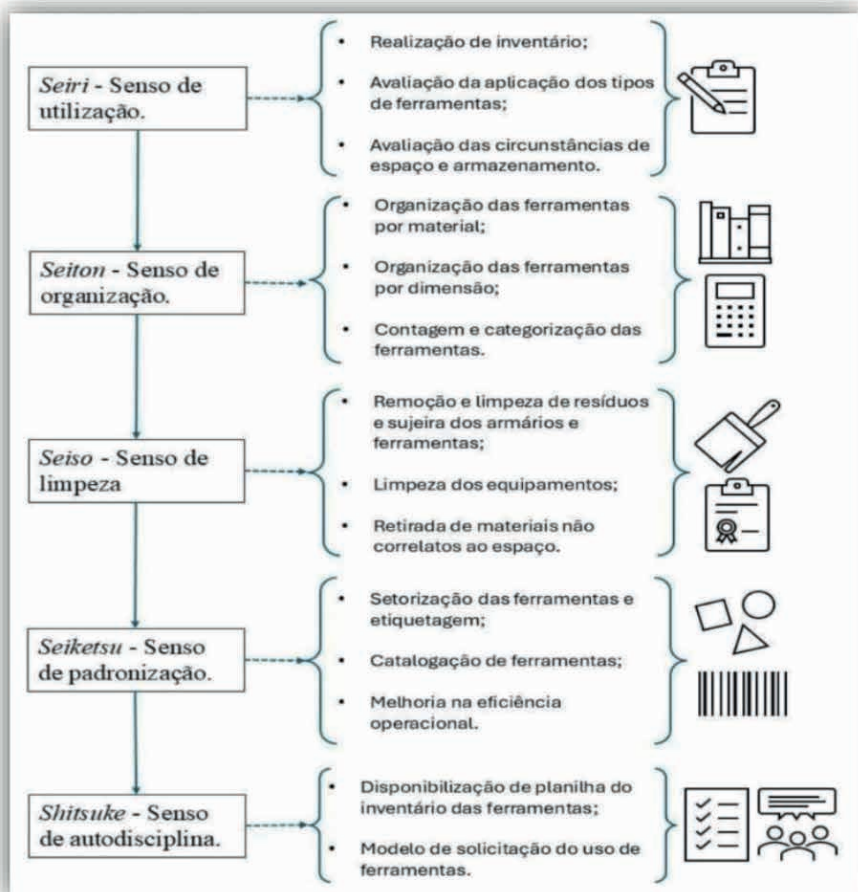 Seiri - Senso de
utilização.
• Realização de inventário;
• Avaliação da aplicação dos tipos
de ferramentas;
• Avaliação das circunstâncias de
espaço e armazenamento.
Seiton - Senso de
organização.
• Organização das ferramentas
por material;
• Organização das ferramentas
por dimensão;
• Contagem e categorização das
ferramentas.
Seiso - Senso de
limpeza
• Remoção e limpeza de resíduos
e sujeira dos armários e
ferramentas;
• Limpeza dos equipamentos;
• Retirada de materiais não
correlatos ao espaço.
Seiketsu - Senso
de padronização.
• Setorização das ferramentas e
etiquetagem;
• Catalogação de ferramentas;
• Melhoria na eficiência
operacional.
Shitsuke - Senso
de autodisciplina.
• Disponibilização de planilha do
inventário das ferramentas;
• Modelo de solicitação do uso de
ferramentas.